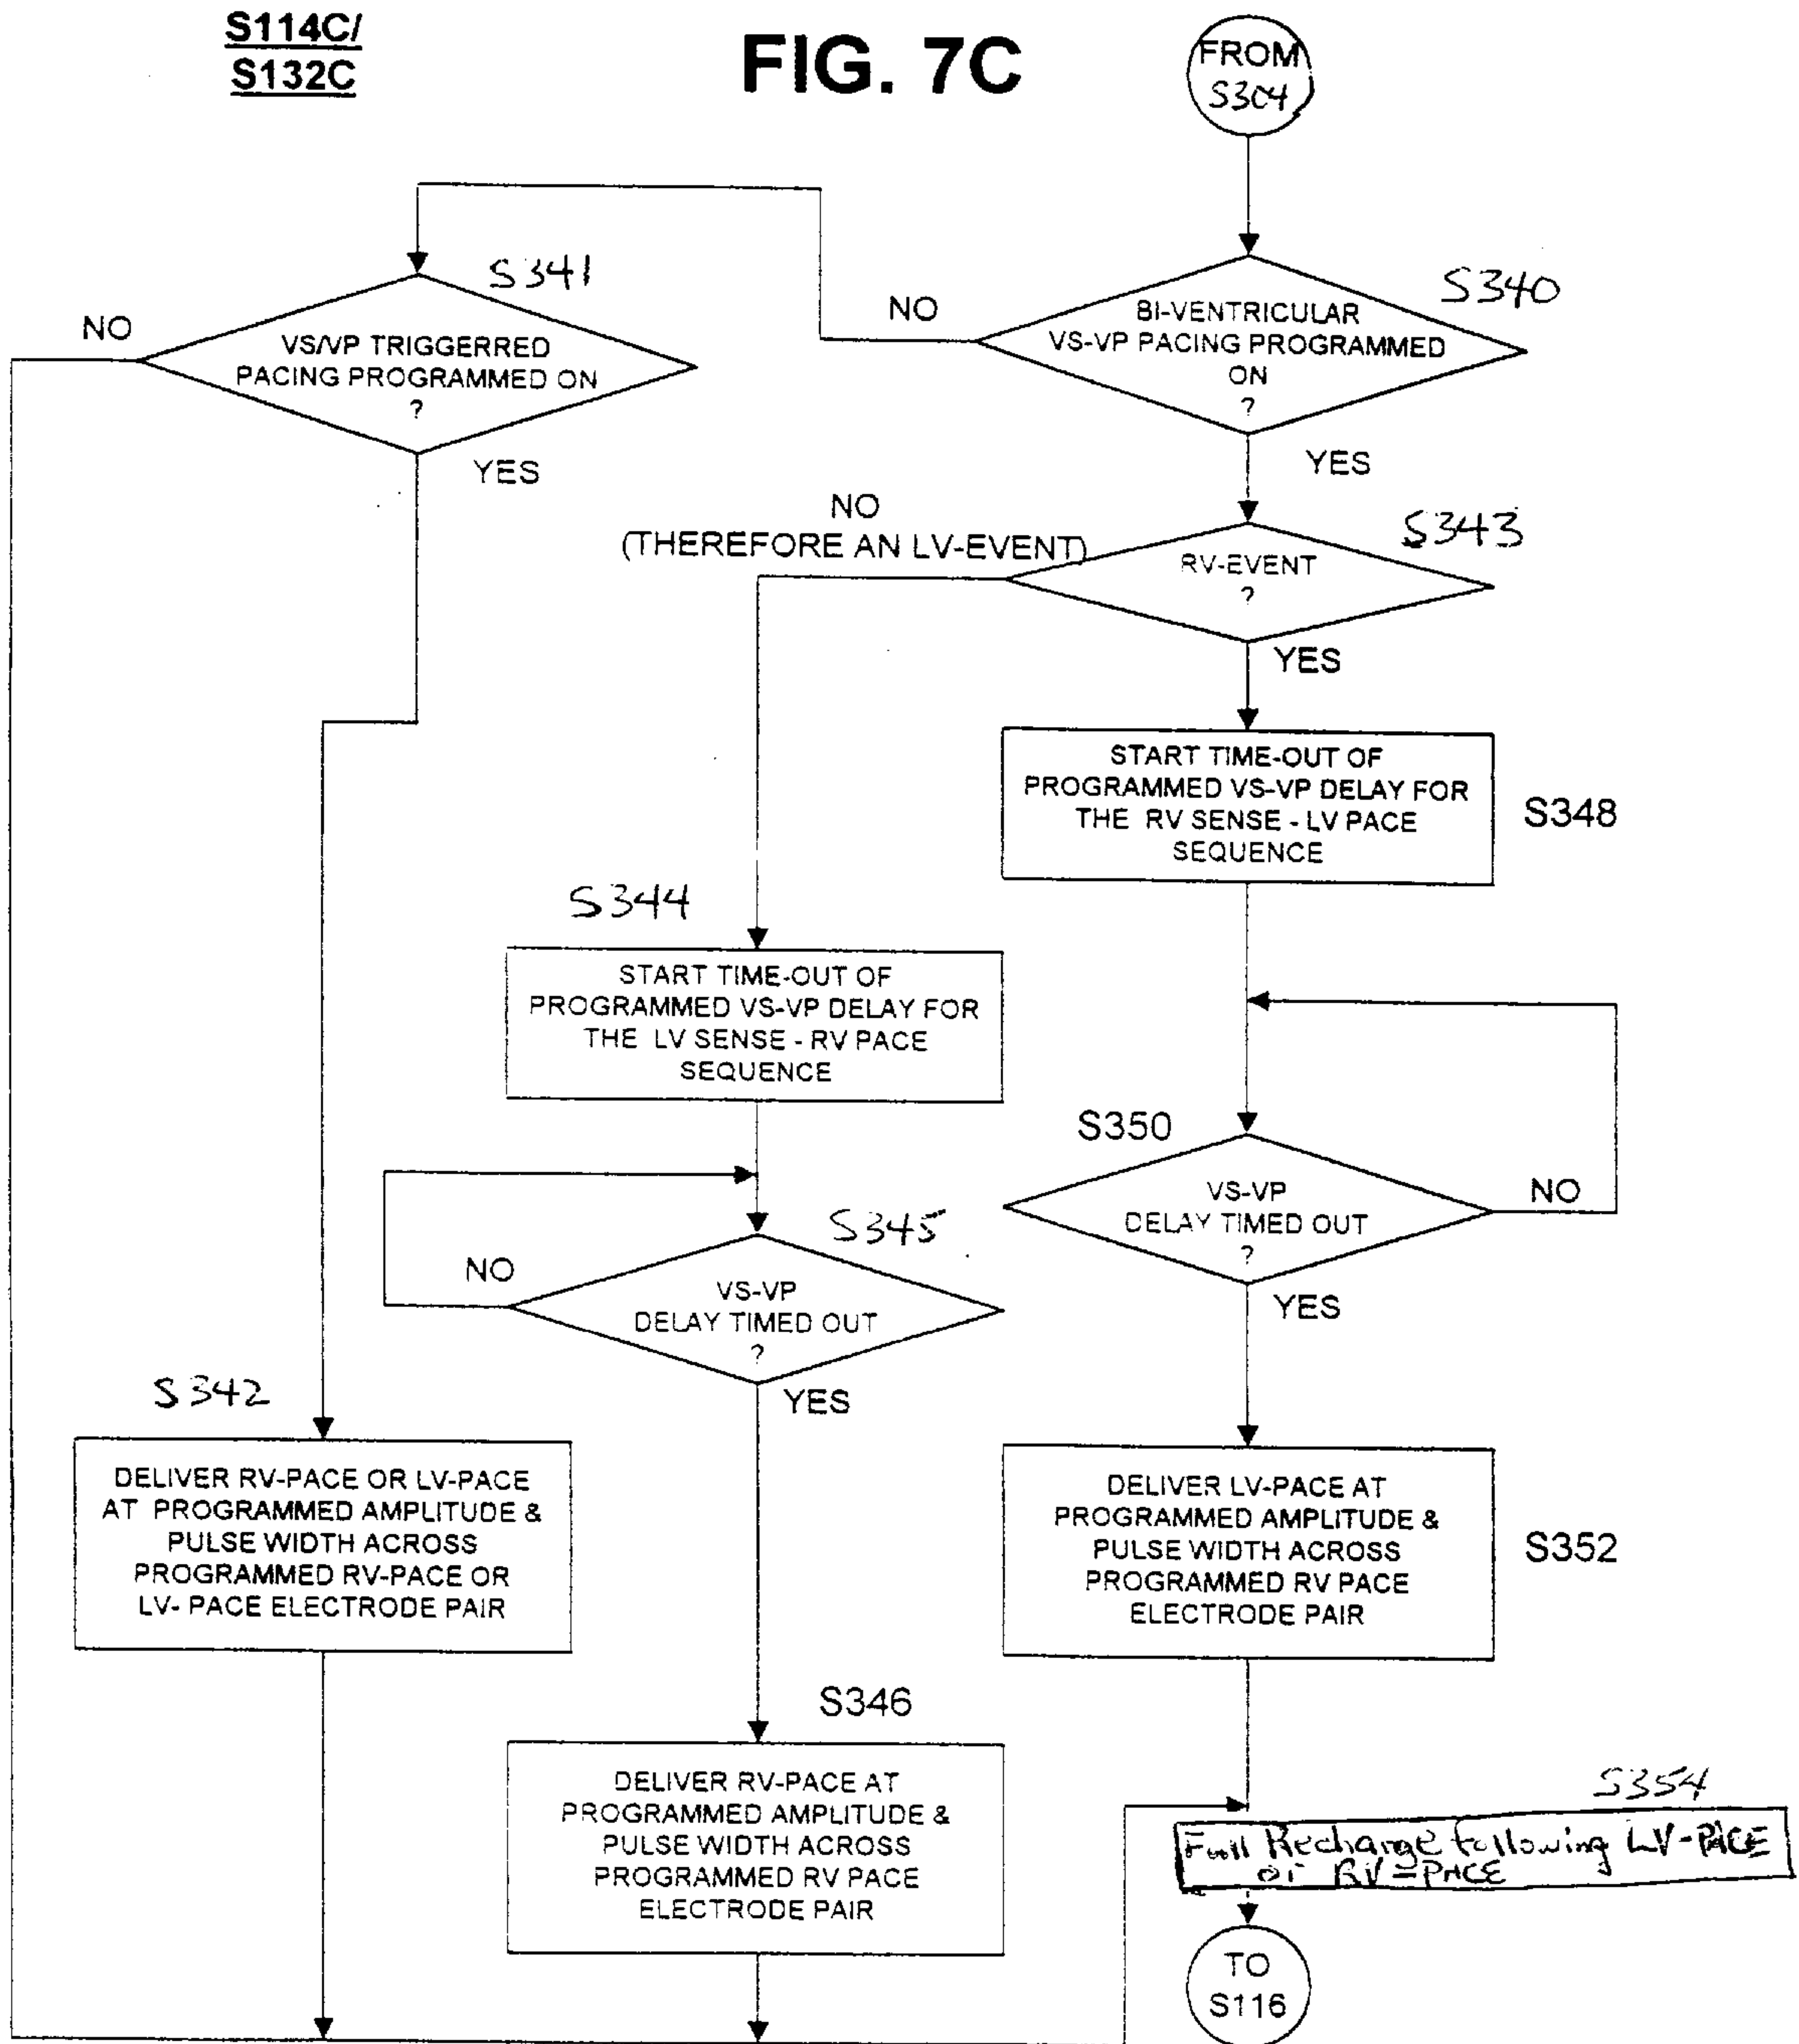 S114C/
S132C
FIG. 7C
FROM
S304
S341
S340
NO
VS/VP TRIGGERRED
PACING PROGRAMMED ON
?
YES
NO
BI-VENTRICULAR
VS-VP PACING PROGRAMMED
ON
?
YES
NO
(THEREFORE AN LV-EVENT)
S343
RV-EVENT
?
YES
START TIME-OUT OF
PROGRAMMED VS-VP DELAY FOR
THE RV SENSE - LV PACE
SEQUENCE
S348
S344
START TIME-OUT OF
PROGRAMMED VS-VP DELAY FOR
THE LV SENSE - RV PACE
SEQUENCE
S350
VS-VP
DELAY TIMED OUT
?
NO
YES
S345
NO
VS-VP
DELAY TIMED OUT
?
YES
S342
DELIVER RV-PACE OR LV-PACE
AT PROGRAMMED AMPLITUDE &
PULSE WIDTH ACROSS
PROGRAMMED RV-PACE OR
LV- PACE ELECTRODE PAIR
DELIVER LV-PACE AT
PROGRAMMED AMPLITUDE &
PULSE WIDTH ACROSS
PROGRAMMED RV PACE
ELECTRODE PAIR
S352
S346
DELIVER RV-PACE AT
PROGRAMMED AMPLITUDE &
PULSE WIDTH ACROSS
PROGRAMMED RV PACE
ELECTRODE PAIR
S354
Full Recharge following LV-PACE
or RV-PACE
TO
S116